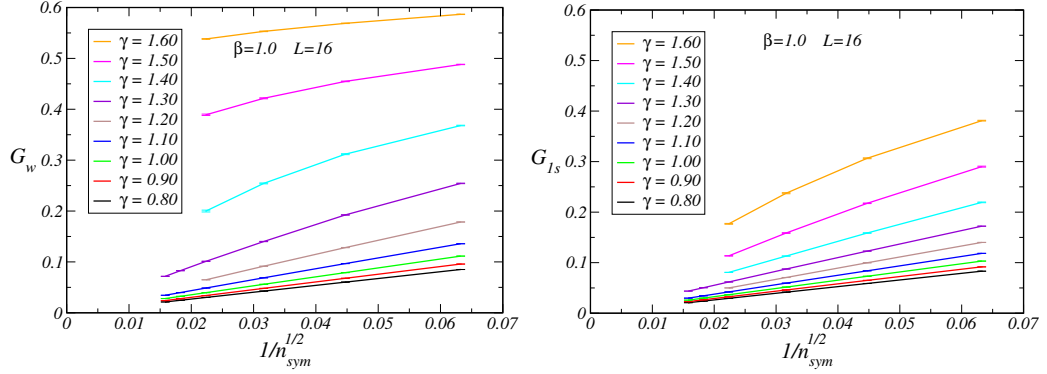 0.6
0.5
0.4
0.3
0.2
0.1
0
G_w
γ = 1.60
γ = 1.50
γ = 1.40
γ = 1.30
γ = 1.20
γ = 1.10
γ = 1.00
γ = 0.90
γ = 0.80
β=1.0 L=16
0 0.01 0.02 0.03 0.04 0.05 0.06 0.07
1/n_sym^1/2
0.6
0.5
0.4
0.3
0.2
0.1
0
G_1s
γ = 1.60
γ = 1.50
γ = 1.40
γ = 1.30
γ = 1.20
γ = 1.10
γ = 1.00
γ = 0.90
γ = 0.80
β=1.0 L=16
0 0.01 0.02 0.03 0.04 0.05 0.06 0.07
1/n_sym^1/2